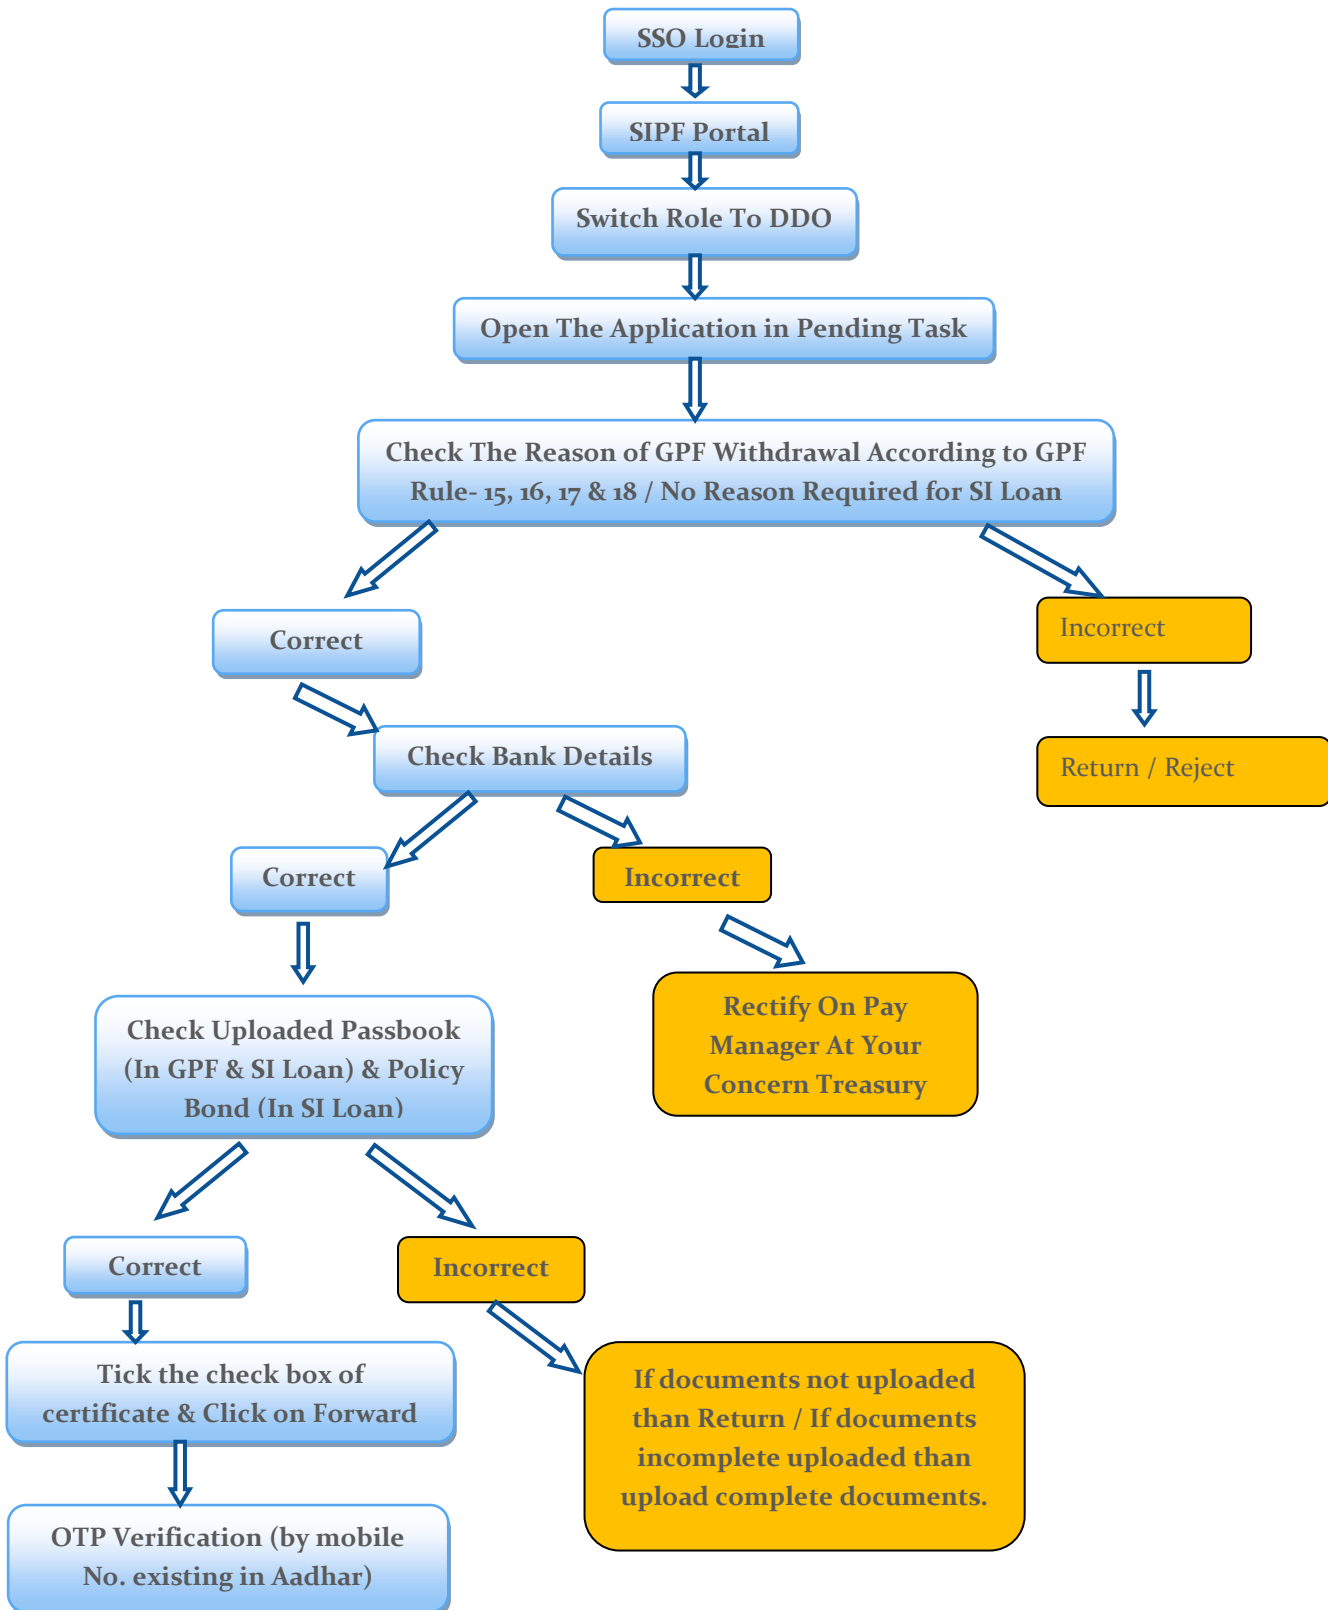 SSO Login
SIPF Portal
Switch Role To DDO
Open The Application in Pending Task
Check The Reason of GPF Withdrawal According to GPF
Rule- 15, 16, 17 & 18 / No Reason Required for SI Loan
Correct
Incorrect
Check Bank Details
Return / Reject
Correct
Incorrect
Check Uploaded Passbook
(In GPF & SI Loan) & Policy
Bond (In SI Loan)
Rectify On Pay
Manager At Your
Concern Treasury
Correct
Incorrect
Tick the check box of
certificate & Click on Forward
If documents not uploaded
than Return / If documents
incomplete uploaded than
upload complete documents.
OTP Verification (by mobile
No. existing in Aadhar)